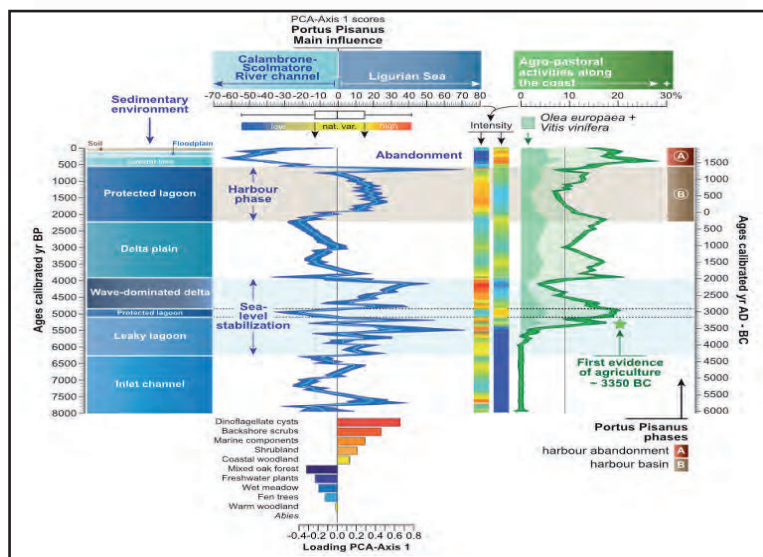 PCA-Axis 1 scores
Portus Pisanus
Main influence
Calambrone-
Scolmatore
River channel
Ligurian Sea
Agro-pastoral
activities along
the coast
- +
-70 -60 -50 -40 -30 -20 -10 0 10 20 30 40 50 60 70 80
0 10 20 30%
Sedimentary
environment
low nat. var. high
Intensity
Olea europaea +
Vitis vinifera
Soil
Floodplain
Abandonment
Protected lagoon
Harbour
phase
Delta plain
Wave-dominated delta
Protected lagoon
Leaky lagoon
Sea-
level
stabilization
Inlet channel
First evidence
of agriculture
~ 3350 BC
Ages calibrated yr BP
0
500
1000
1500
2000
2500
3000
3500
4000
4500
5000
5500
6000
6500
7000
7500
8000
Ages calibrated yr AD - BC
1500
1000
500
0
500
1000
1500
2000
2500
3000
3500
4000
4500
5000
5500
6000
A
B
Portus Pisanus
phases
harbour abandonment A
harbour basin B
Dinoflagellate cysts
Backshore scrubs
Marine components
Shrubland
Coastal woodland
Mixed oak forest
Freshwater plants
Wet meadow
Fen trees
Warm woodland
Abies
-0.4 -0.2 0.0 0.2 0.4 0.6 0.8
Loading PCA-Axis 1